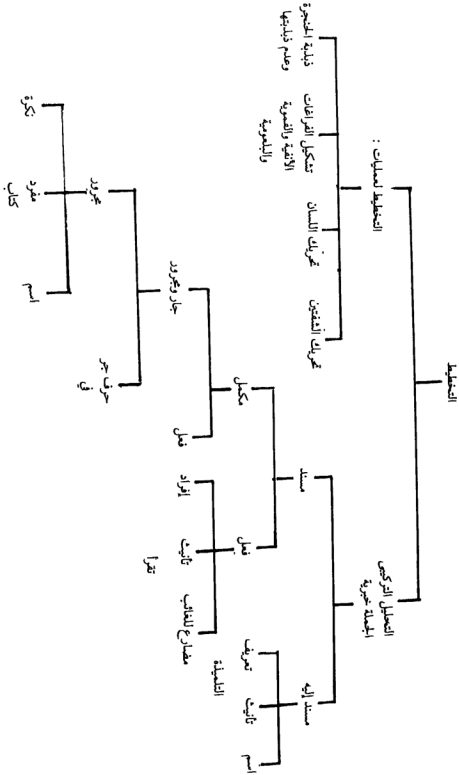 التخطيط
التحليل التركيبى
الجملة خبرية
التخطيط لعمليات :
مسند إليه
مسند
تحريك الشفتين
تحريك اللسان
تشكيل الفراغات
الأنفية والفموية
والبلعومية
ذبذبة الحنجرة
وعدم ذبذبتها
اسم
تأنيث
تعريف
التلميذة
فعل
مكمل
مضارع للغائب
تأنيث
إفراد
تقرأ
فعل
جار ومجرور
حرف جر
في
مجرور
اسم
مفرد
كتاب
نكرة